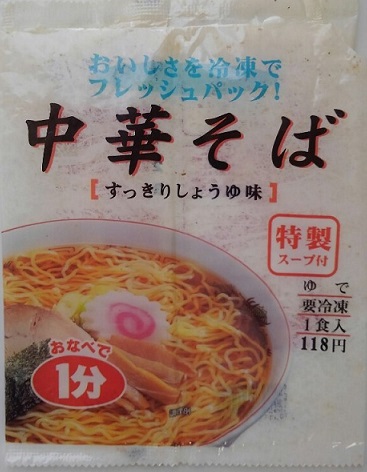 おいしさを冷凍で
フレッシュパック!
中華そば
[すっきりしょうゆ味]
特製
スープ付
ゆで
要冷凍
1食入
118円
おなべで
1分